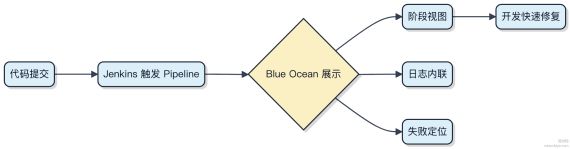 代码提交
Jenkins 触发 Pipeline
Blue Ocean 展示
阶段视图
开发快速修复
日志内联
失败定位